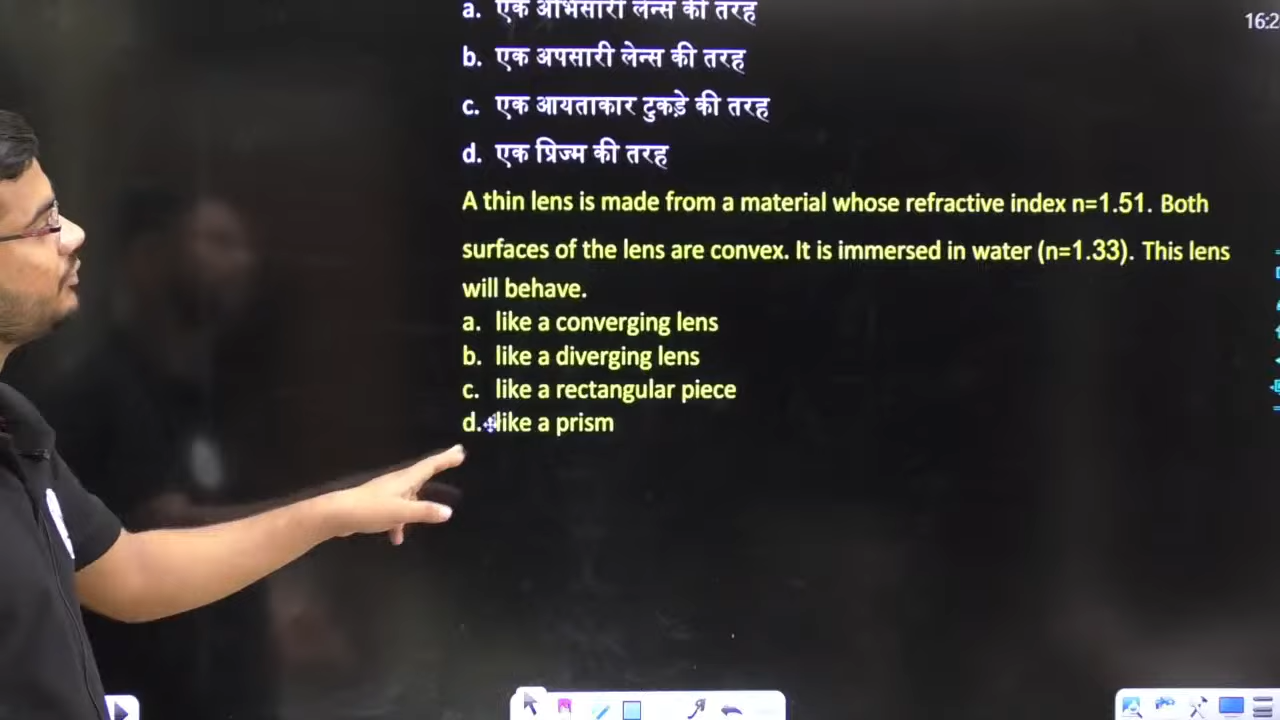 a. एक अभिसारी लेन्स की तरह
16:2
b. एक अपसारी लेन्स की तरह
c. एक आयताकार टुकड़े की तरह
d. एक प्रिज्म की तरह
A thin lens is made from a material whose refractive index n=1.51. Both
surfaces of the lens are convex. It is immersed in water (n=1.33). This lens
will behave.
a. like a converging lens
b. like a diverging lens
c. like a rectangular piece
d. like a prism